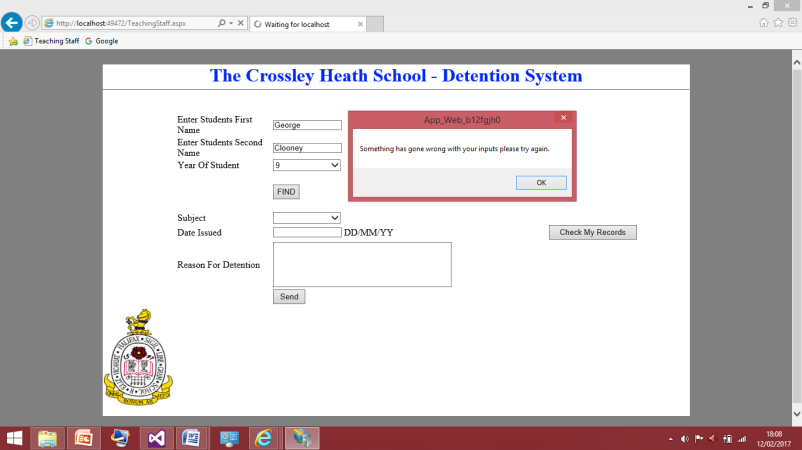 http://localhost:49472/TeachingStaff.aspx
Waiting for localhost
Teaching Staff
Google
The Crossley Heath School - Detention System
Enter Students First
Name
George
Enter Students Second
Name
Clooney
Year Of Student
9
FIND
App_Web_b12fgjh0
Something has gone wrong with your inputs please try again.
OK
Subject
Date Issued
DD/MM/YY
Check My Records
Reason For Detention
Send
18:08
12/02/2017